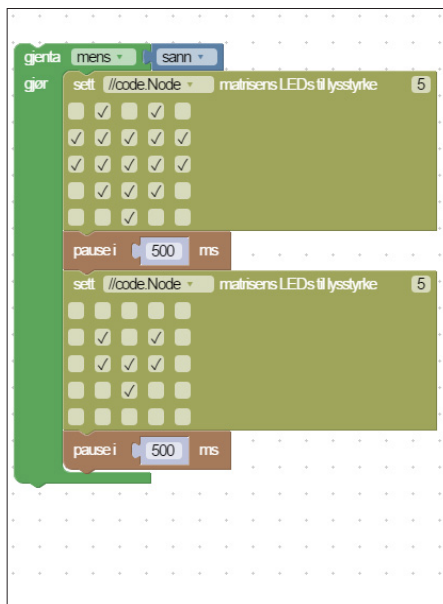 gjenta mens sann
gjør sett //code.Node matrisens LEDs til lysstyrke 5
pause i 500 ms
sett //code.Node matrisens LEDs til lysstyrke 5
pause i 500 ms